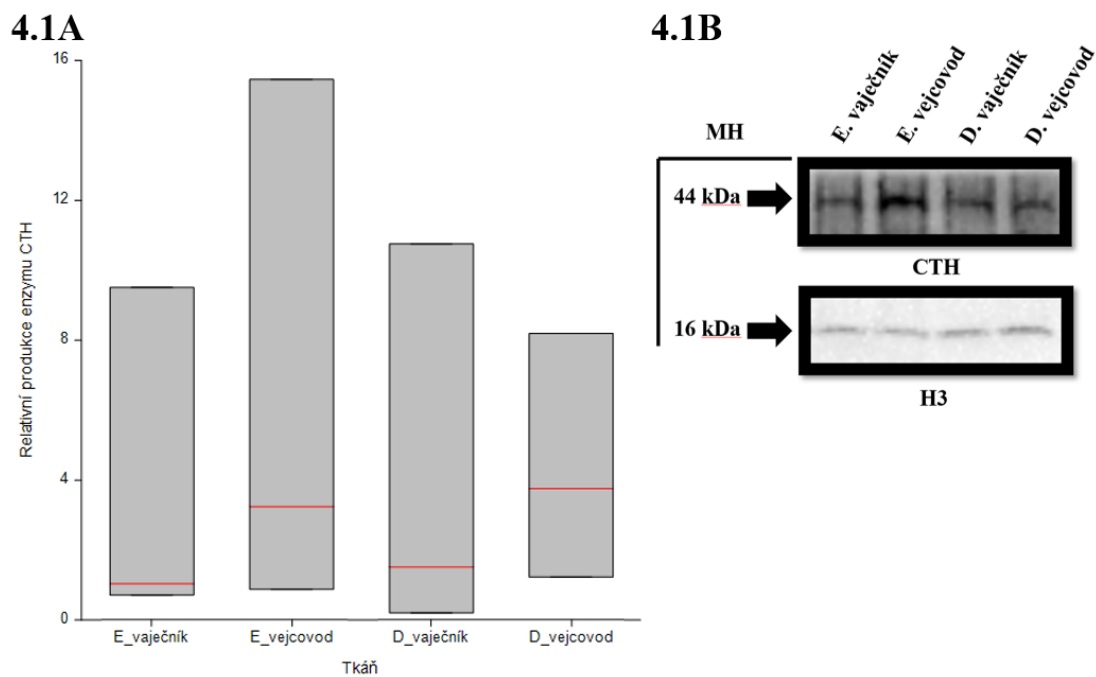 4.1A
16
12
8
4
0
Relativní produkce enzymu CTH
E_vaječník
E_vejcovod
D_vaječník
D_vejcovod
Tkáň
4.1B
MH
E. vaječník
E. vejcovod
D. vaječník
D. vejcovod
44 kDa
CTH
16 kDa
H3